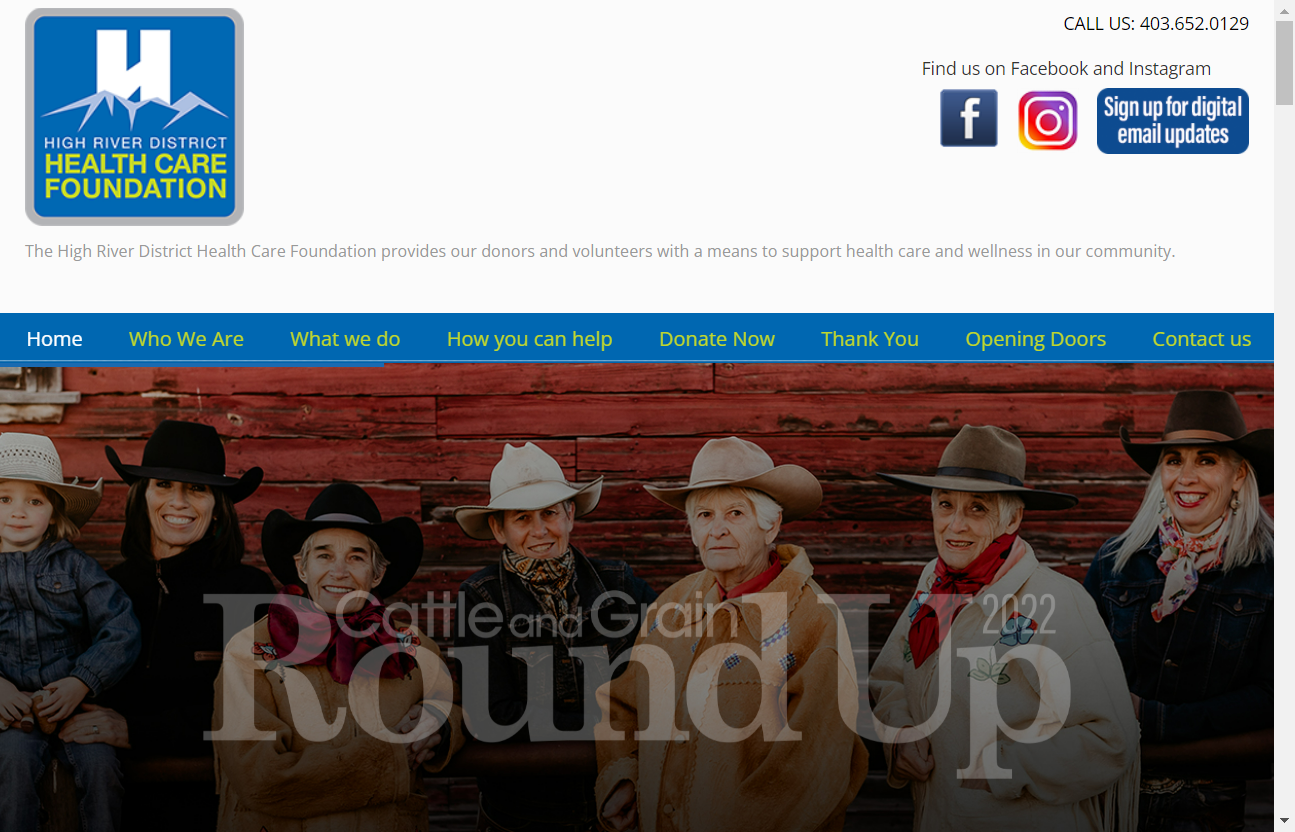 HIGH RIVER DISTRICT
HEALTH CARE
FOUNDATION
CALL US: 403.652.0129
Find us on Facebook and Instagram
f
Sign up for digital
email updates
The High River District Health Care Foundation provides our donors and volunteers with a means to support health care and wellness in our community.
Home Who We Are What we do How you can help Donate Now Thank You Opening Doors Contact us
Cattle and Grain 2022
Round Up